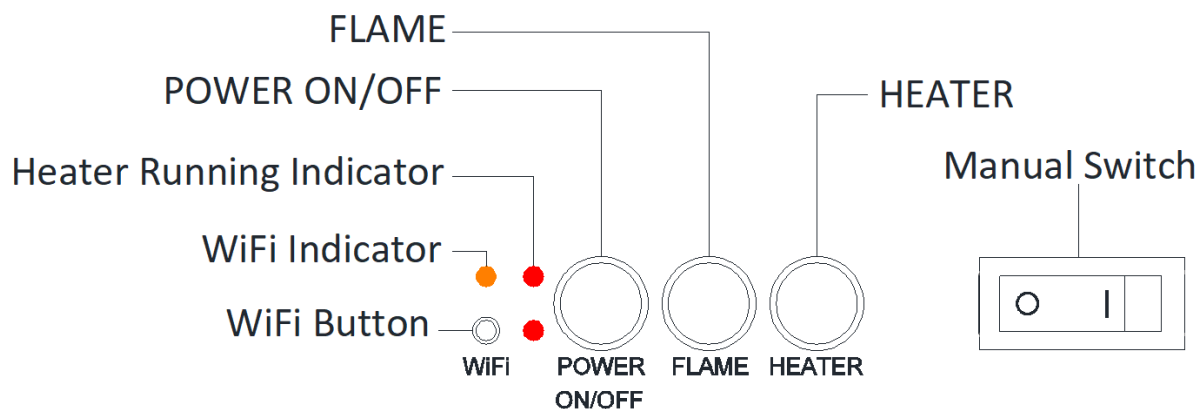 FLAME
POWER ON/OFF
HEATER
Heater Running Indicator
Manual Switch
WiFi Indicator
WiFi Button
WiFi
POWER
ON/OFF
FLAME
HEATER
O
I